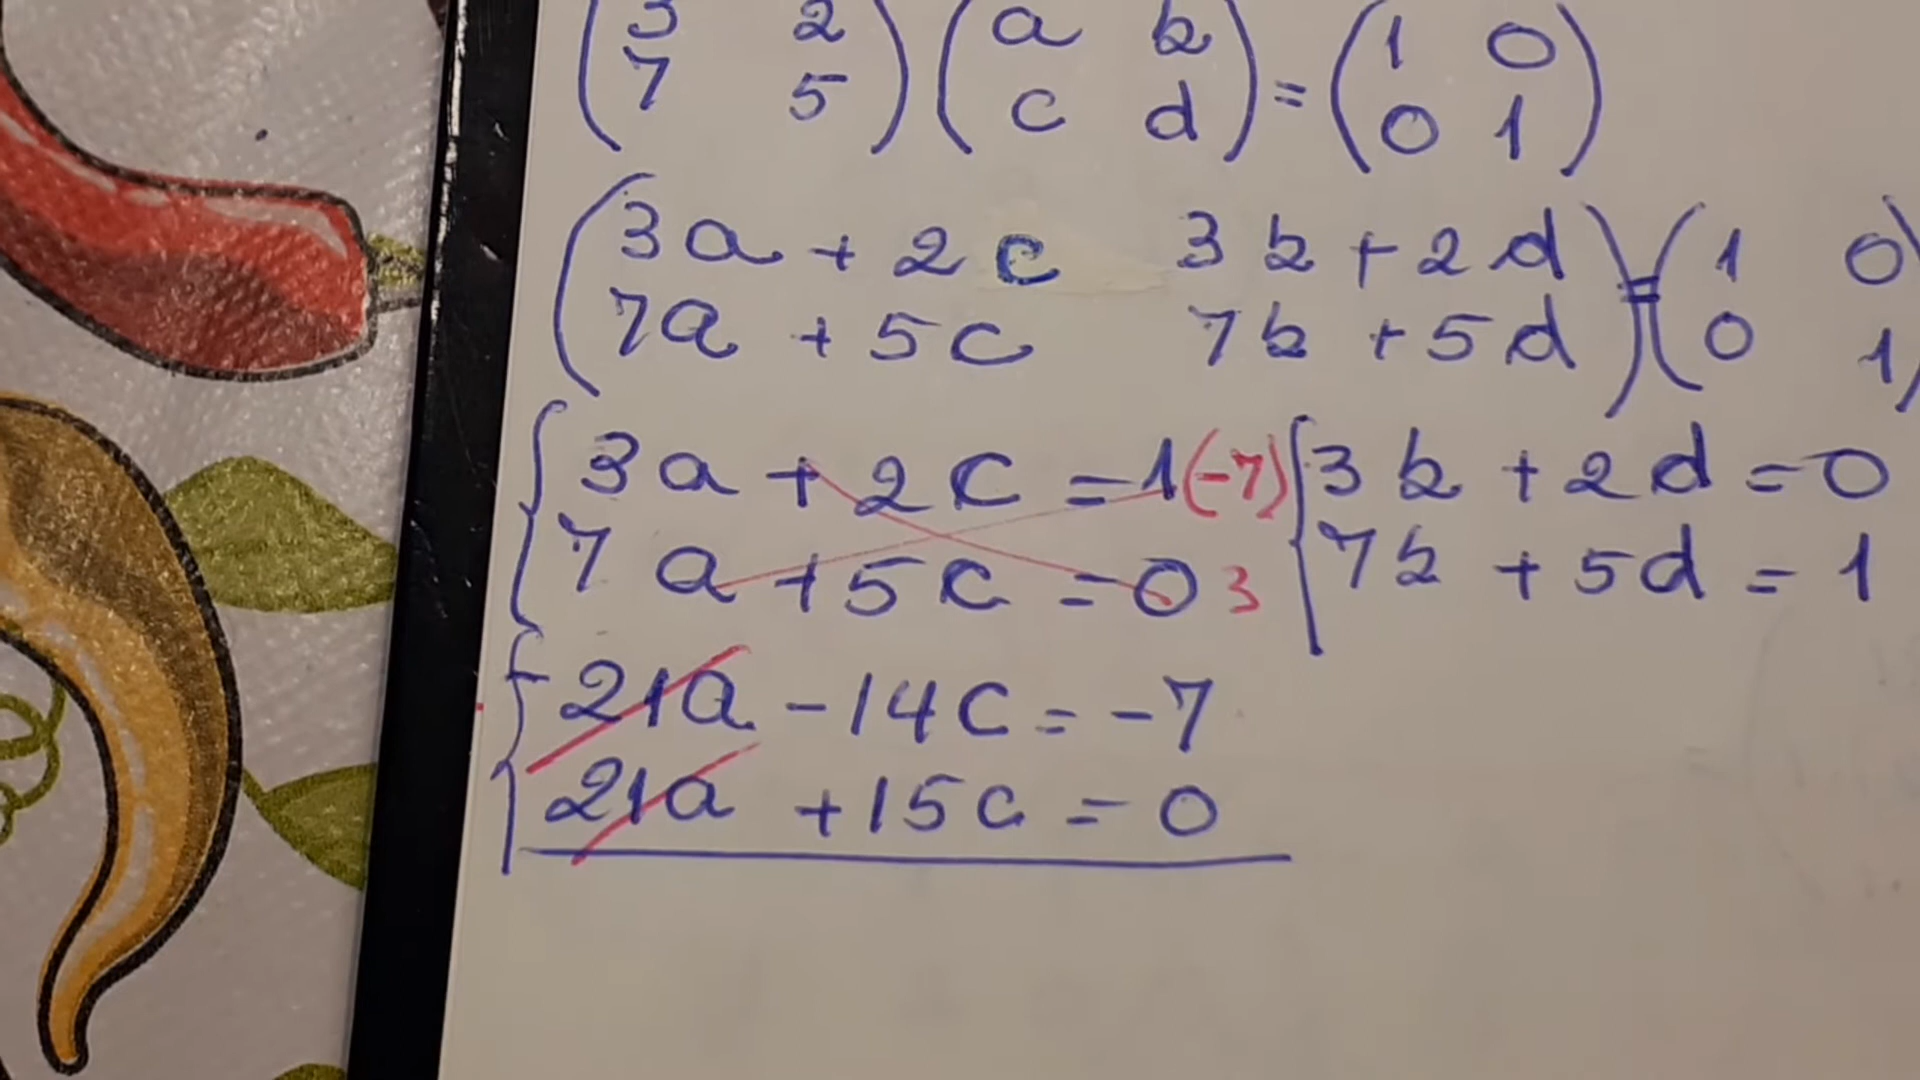 (3 2) (a b) = (1 0)
(7 5) (c d) (0 1)
(3a + 2c 3b + 2d) = (1 0)
(7a + 5c 7b + 5d) (0 1)
{3a + 2c = 1 (-7) {3b + 2d = 0
{7a + 5c = 0 3 {7b + 5d = 1
{-21a - 14c = -7
{21a + 15c = 0